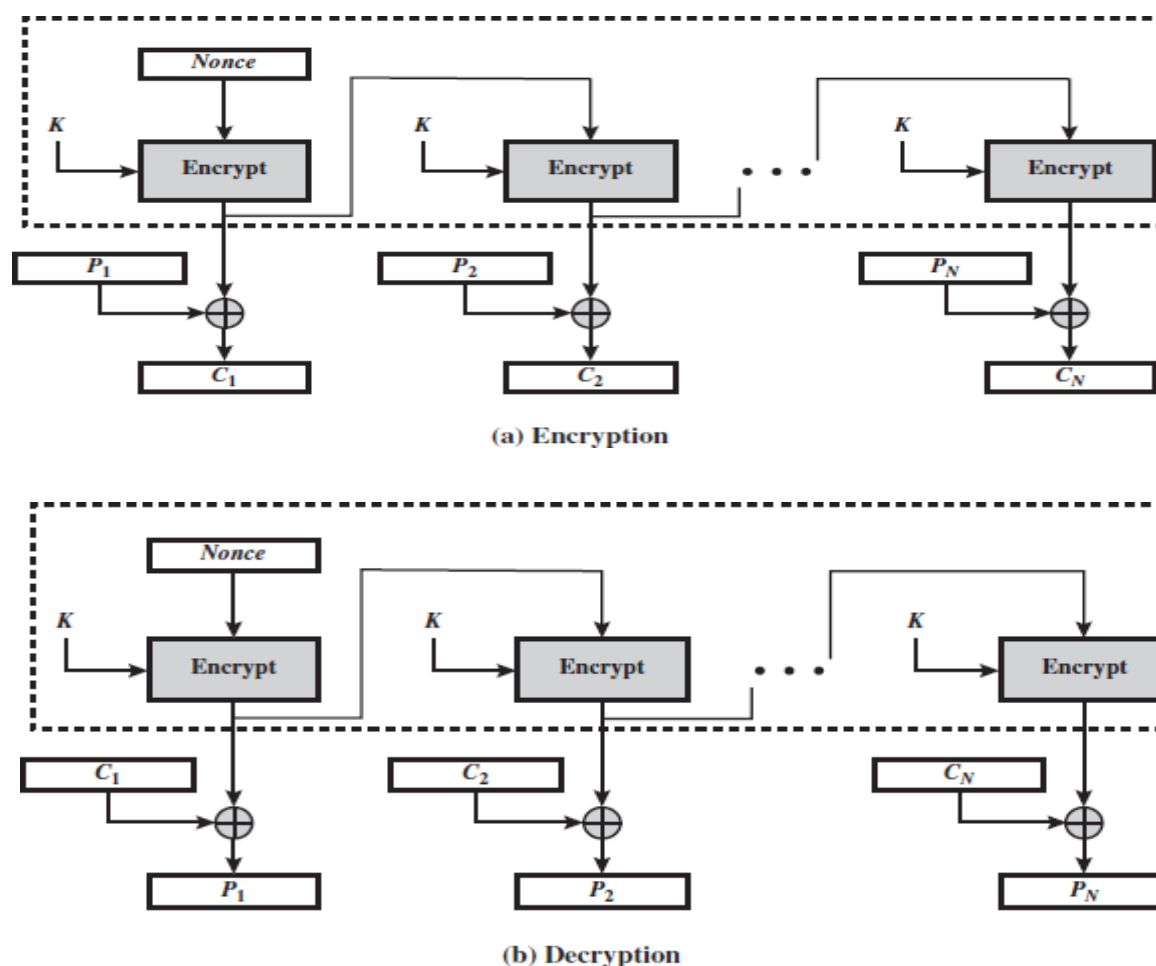 Nonce
K K K
Encrypt Encrypt Encrypt
P1 P2 PN
C1 C2 CN
(a) Encryption
Nonce
K K K
Encrypt Encrypt Encrypt
C1 C2 CN
P1 P2 PN
(b) Decryption